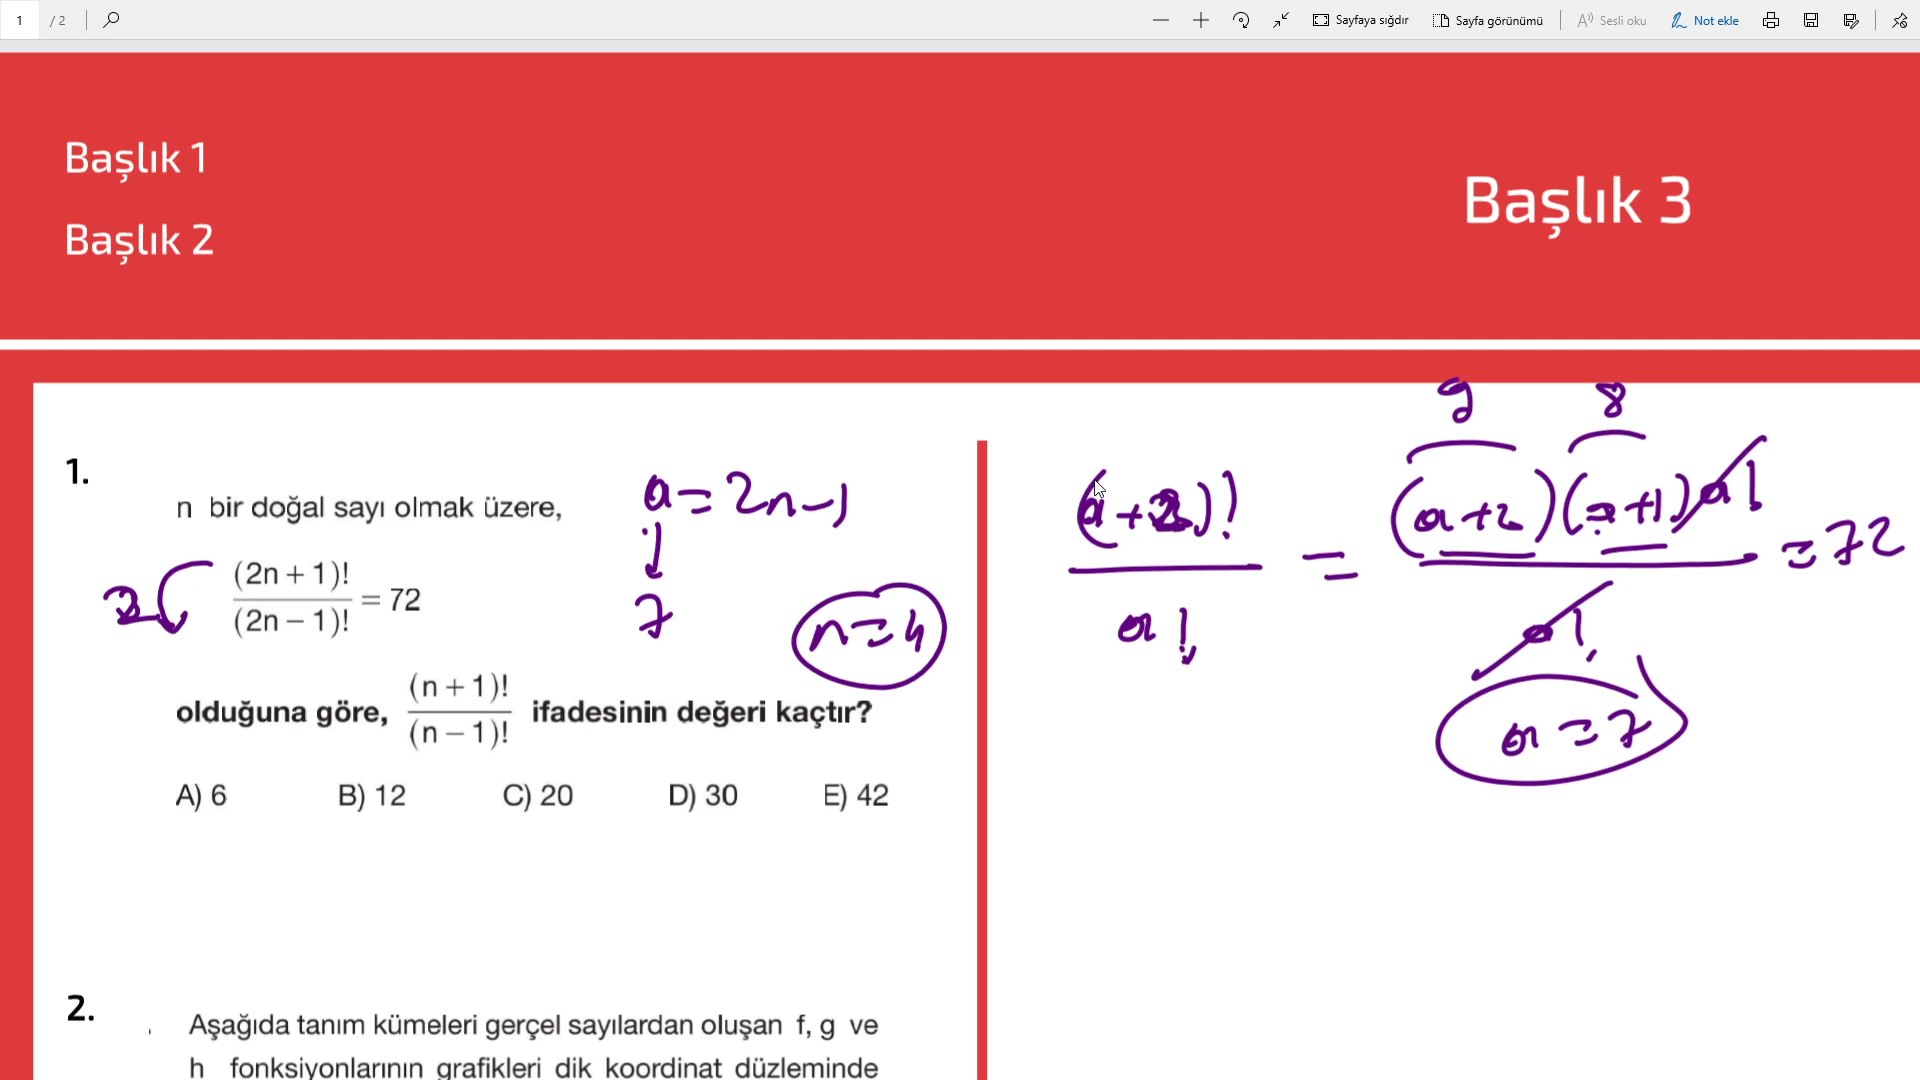 1 / 2 Sayfaya sığdır Sayfa görünümü Sesli oku Not ekle
Başlık 1
Başlık 2
Başlık 3
1.
n bir doğal sayı olmak üzere,
(2n + 1)! / (2n − 1)! = 72
olduğuna göre, (n + 1)! / (n − 1)! ifadesinin değeri kaçtır?
A) 6 B) 12 C) 20 D) 30 E) 42
2
a = 2n-1
↓
7
n = 4
(a+2)! / a! = (a+2)(a+1)a! / a! = 72
9 8
a = 7
2.
Aşağıda tanım kümeleri gerçel sayılardan oluşan f, g ve
h fonksiyonlarının grafikleri dik koordinat düzleminde